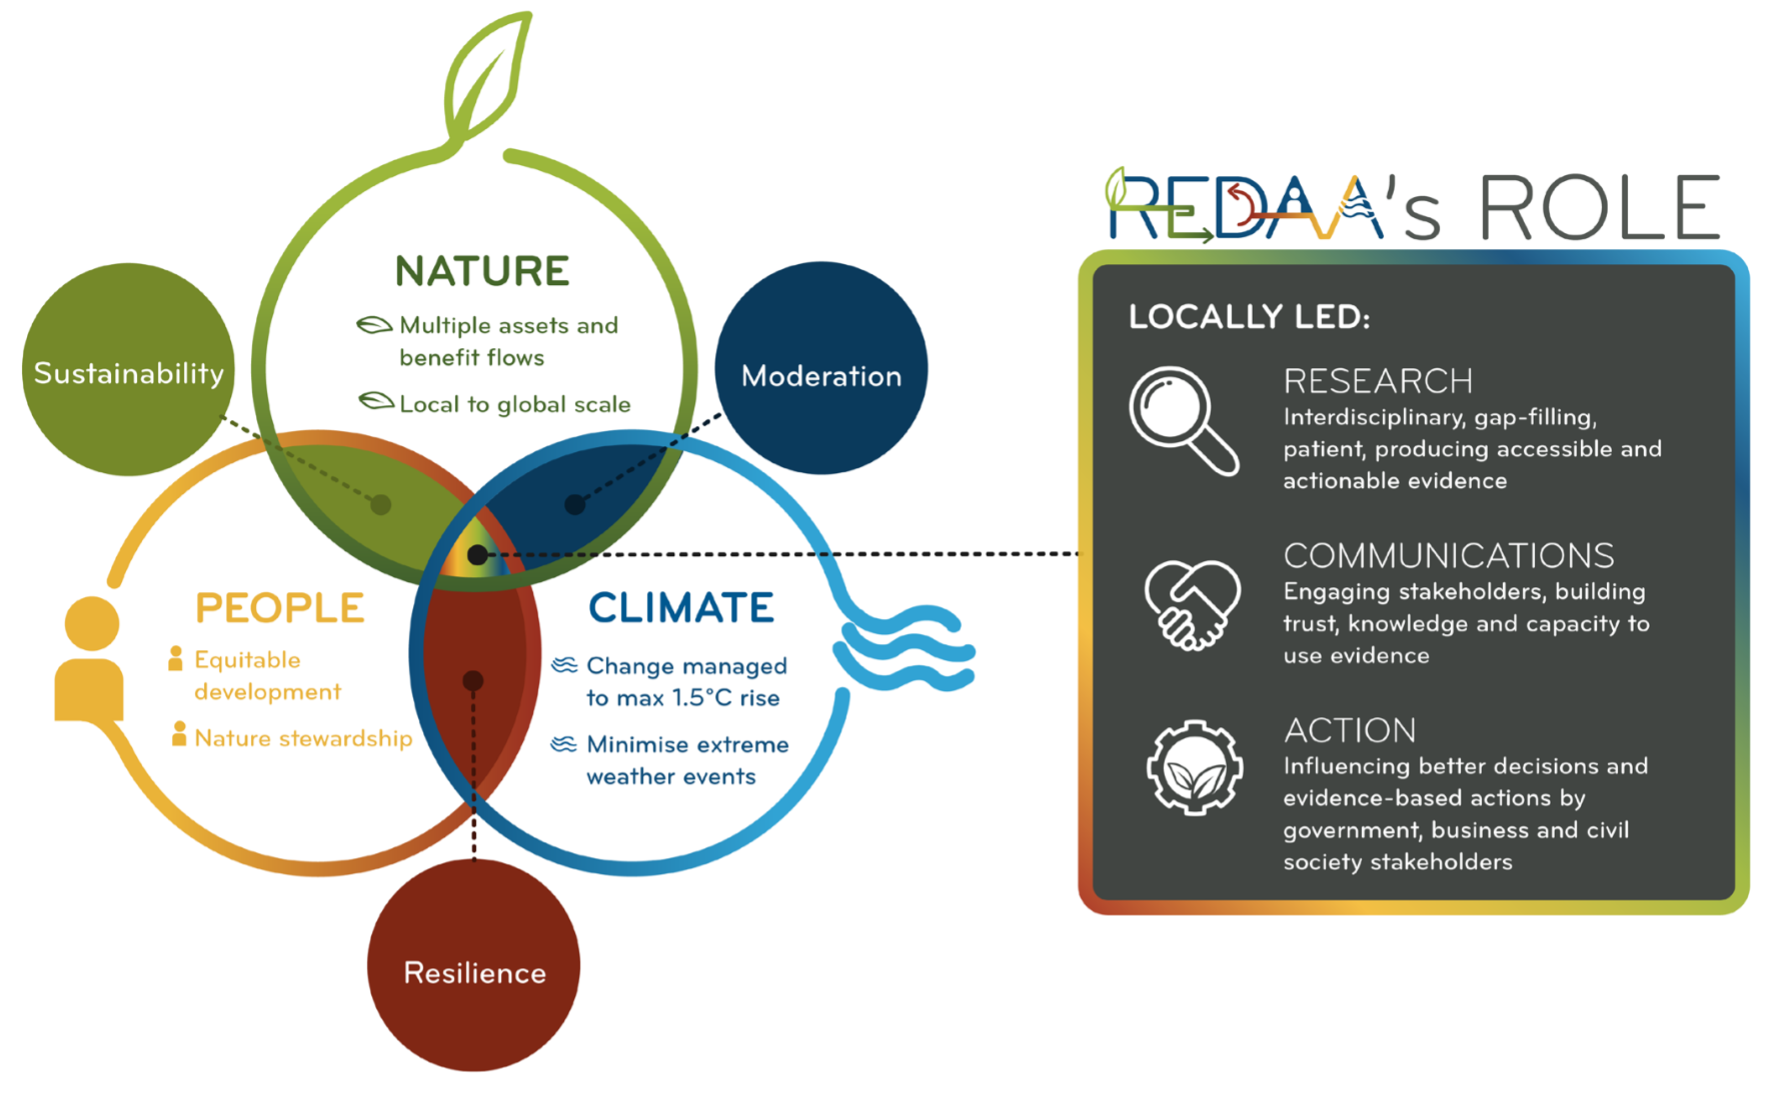 NATURE
Multiple assets and
benefit flows
Local to global scale
Sustainability
Moderation
PEOPLE
Equitable
development
Nature stewardship
CLIMATE
Change managed
to max 1.5°C rise
Minimise extreme
weather events
Resilience
REDAA's ROLE
LOCALLY LED:
RESEARCH
Interdisciplinary, gap-filling,
patient, producing accessible and
actionable evidence
COMMUNICATIONS
Engaging stakeholders, building
trust, knowledge and capacity to
use evidence
ACTION
Influencing better decisions and
evidence-based actions by
government, business and civil
society stakeholders